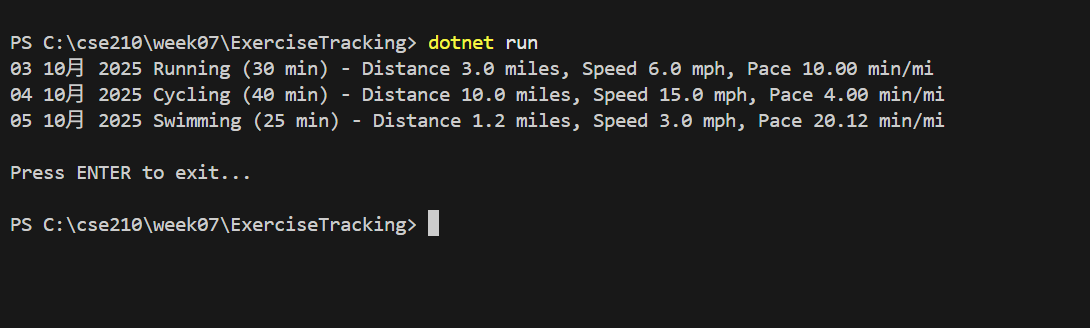 PS C:\cse210\week07\ExerciseTracking> dotnet run
03 10月 2025 Running (30 min) - Distance 3.0 miles, Speed 6.0 mph, Pace 10.00 min/mi
04 10月 2025 Cycling (40 min) - Distance 10.0 miles, Speed 15.0 mph, Pace 4.00 min/mi
05 10月 2025 Swimming (25 min) - Distance 1.2 miles, Speed 3.0 mph, Pace 20.12 min/mi
Press ENTER to exit...
PS C:\cse210\week07\ExerciseTracking>